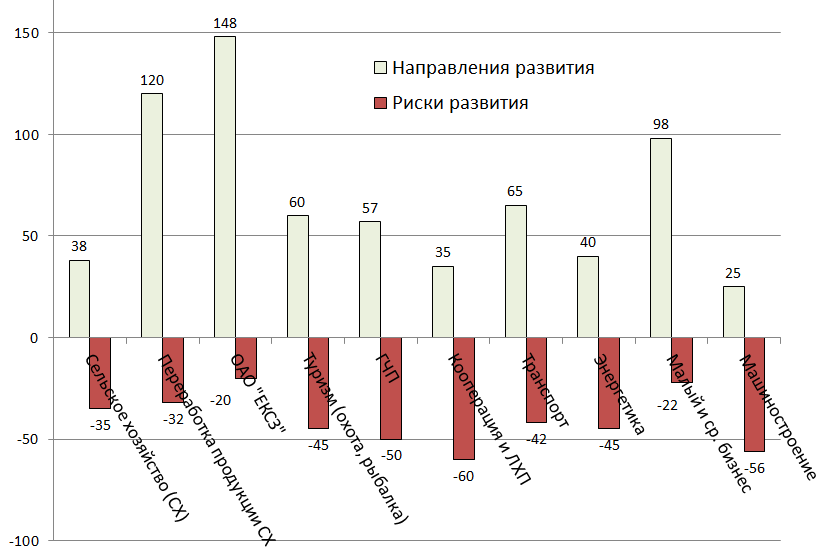 148
150
120
Направления развития
Риски развития
100
98
65
60
57
50
38
35
40
25
0
Сельское хозяйство (СХ)
Переработка продукции СХ
ОАО "ЕКСЗ"
Туризм (охота, рыбалка)
ГЧП
Кооперация и ЛХП
Транспорт
Энергетика
Малый и ср. бизнес
Машиностроение
-35
-32
-20
-45
-50
-60
-42
-45
-22
-56
-50
-100